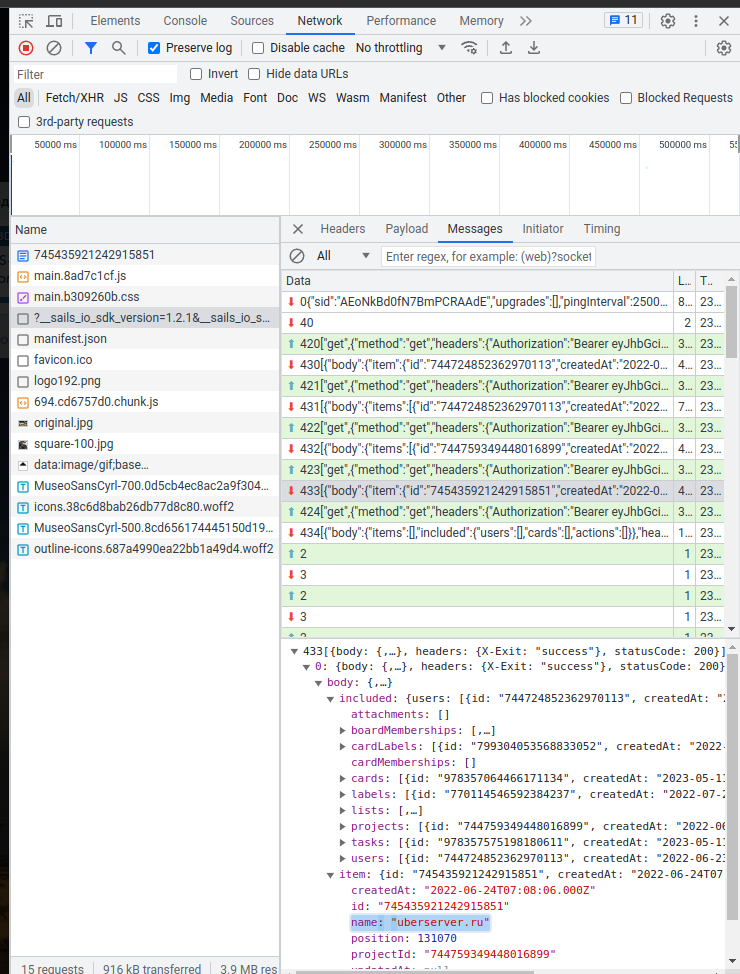 Elements Console Sources Network Performance Memory 11
Preserve log Disable cache No throttling
Filter Invert Hide data URLs
All Fetch/XHR JS CSS Img Media Font Doc WS Wasm Manifest Other Has blocked cookies Blocked Requests
3rd-party requests
50000 ms 100000 ms 150000 ms 200000 ms 250000 ms 300000 ms 350000 ms 400000 ms 450000 ms 500000 ms
Name
745435921242915851
main.8ad7c1cf.js
main.b309260b.css
?__sails_io_sdk_version=1.2.1&__sails_io_s...
manifest.json
favicon.ico
logo192.png
694.cd6757d0.chunk.js
original.jpg
square-100.jpg
data:image/gif;base...
MuseoSansCyrl-700.0d5cb4ec8ac2a9f304...
icons.38c6d8bab26db77d8c80.woff2
MuseoSansCyrl-500.8cd656174445150d19...
outline-icons.687a4990ea22bb1a49d4.woff2
15 requests 916 kB transferred 3.9 MB res
Headers Payload Messages Initiator Timing
All Enter regex, for example: (web)?socket
Data L... T...
0{"sid":"AEoNkBd0fN7BmPCRAAdE","upgrades":[],"pingInterval":2500... 8... 23...
40 2 23...
420["get",{"method":"get","headers":{"Authorization":"Bearer eyJhbGci... 3... 23...
430[{"body":{"item":{"id":"744724852362970113","createdAt":"2022-0... 4... 23...
421["get",{"method":"get","headers":{"Authorization":"Bearer eyJhbGci... 3... 23...
431[{"body":{"items":[{"id":"744724852362970113","createdAt":"2022... 7... 23...
422["get",{"method":"get","headers":{"Authorization":"Bearer eyJhbGci... 3... 23...
432[{"body":{"items":[{"id":"744759349448016899","createdAt":"2022... 4... 23...
423["get",{"method":"get","headers":{"Authorization":"Bearer eyJhbGci... 3... 23...
433[{"body":{"item":{"id":"745435921242915851","createdAt":"2022-0... 4... 23...
424["get",{"method":"get","headers":{"Authorization":"Bearer eyJhbGci... 3... 23...
434[{"body":{"items":[],"included":{"users":[],"cards":[],"actions":[]}},"hea... 1... 23...
2 1 23...
3 1 23...
2 1 23...
3 1 23...
2 1 23...
433[{body: {,…}, headers: {X-Exit: "success"}, statusCode: 200}]
0: {body: {,…}, headers: {X-Exit: "success"}, statusCode: 200}
body: {,…}
included: {users: [{id: "744724852362970113", createdAt: "2
attachments: []
boardMemberships: [,…]
cardLabels: [{id: "799304053568833052", createdAt: "2022-
cardMemberships: []
cards: [{id: "978357064466171134", createdAt: "2023-05-11
labels: [{id: "770114546592384237", createdAt: "2022-07-2
lists: [,…]
projects: [{id: "744759349448016899", createdAt: "2022-06
tasks: [{id: "978357575198180611", createdAt: "2023-05-11
users: [{id: "744724852362970113", createdAt: "2022-06-23
item: {id: "745435921242915851", createdAt: "2022-06-24T07
createdAt: "2022-06-24T07:08:06.000Z"
id: "745435921242915851"
name: "uberserver.ru"
position: 131070
projectId: "744759349448016899"
updatedAt: null